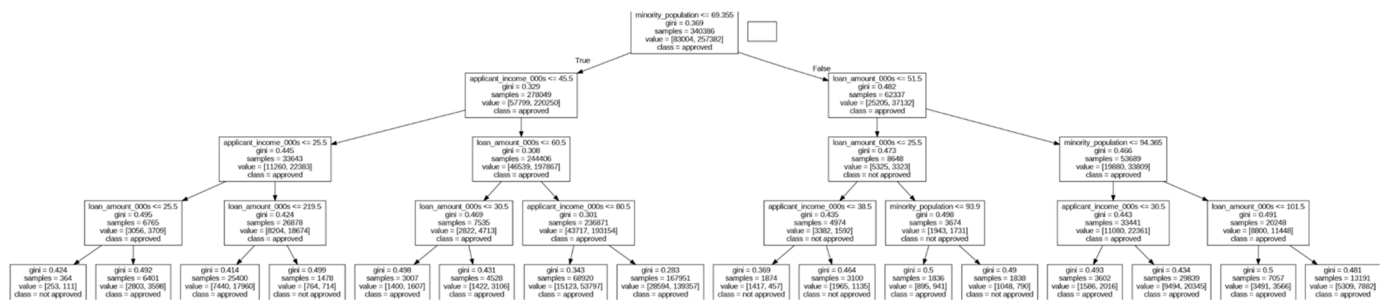 minority_population <= 69.355
gini = 0.369
samples = 340386
value = [83004, 257382]
class = approved
True
False
applicant_income_000s <= 45.5
gini = 0.329
samples = 278049
value = [57799, 220250]
class = approved
loan_amount_000s <= 51.5
gini = 0.482
samples = 62337
value = [25205, 37132]
class = approved
applicant_income_000s <= 25.5
gini = 0.445
samples = 33643
value = [11260, 22383]
class = approved
loan_amount_000s <= 60.5
gini = 0.308
samples = 244406
value = [46539, 197867]
class = approved
loan_amount_000s <= 25.5
gini = 0.473
samples = 8648
value = [5325, 3323]
class = not approved
minority_population <= 94.365
gini = 0.466
samples = 53689
value = [19880, 33809]
class = approved
loan_amount_000s <= 25.5
gini = 0.495
samples = 6765
value = [3056, 3709]
class = approved
loan_amount_000s <= 219.5
gini = 0.424
samples = 26878
value = [8204, 18674]
class = approved
loan_amount_000s <= 30.5
gini = 0.469
samples = 7535
value = [2822, 4713]
class = approved
applicant_income_000s <= 80.5
gini = 0.301
samples = 236871
value = [43717, 193154]
class = approved
applicant_income_000s <= 38.5
gini = 0.435
samples = 4974
value = [3382, 1592]
class = not approved
minority_population <= 93.9
gini = 0.498
samples = 3674
value = [1943, 1731]
class = not approved
applicant_income_000s <= 30.5
gini = 0.443
samples = 33441
value = [11080, 22361]
class = approved
loan_amount_000s <= 101.5
gini = 0.491
samples = 20248
value = [8800, 11448]
class = approved
gini = 0.424
samples = 364
value = [253, 111]
class = not approved
gini = 0.492
samples = 6401
value = [2803, 3598]
class = approved
gini = 0.414
samples = 25400
value = [7440, 17960]
class = approved
gini = 0.499
samples = 1478
value = [764, 714]
class = not approved
gini = 0.498
samples = 3007
value = [1400, 1607]
class = approved
gini = 0.431
samples = 4528
value = [1422, 3106]
class = approved
gini = 0.343
samples = 68920
value = [15123, 53797]
class = approved
gini = 0.283
samples = 167951
value = [28594, 139357]
class = approved
gini = 0.369
samples = 1874
value = [1417, 457]
class = not approved
gini = 0.464
samples = 3100
value = [1965, 1135]
class = not approved
gini = 0.5
samples = 1836
value = [895, 941]
class = approved
gini = 0.49
samples = 1838
value = [1048, 790]
class = not approved
gini = 0.493
samples = 3602
value = [1586, 2016]
class = approved
gini = 0.434
samples = 29839
value = [9494, 20345]
class = approved
gini = 0.5
samples = 7057
value = [3491, 3566]
class = approved
gini = 0.481
samples = 13191
value = [5309, 7882]
class = approved